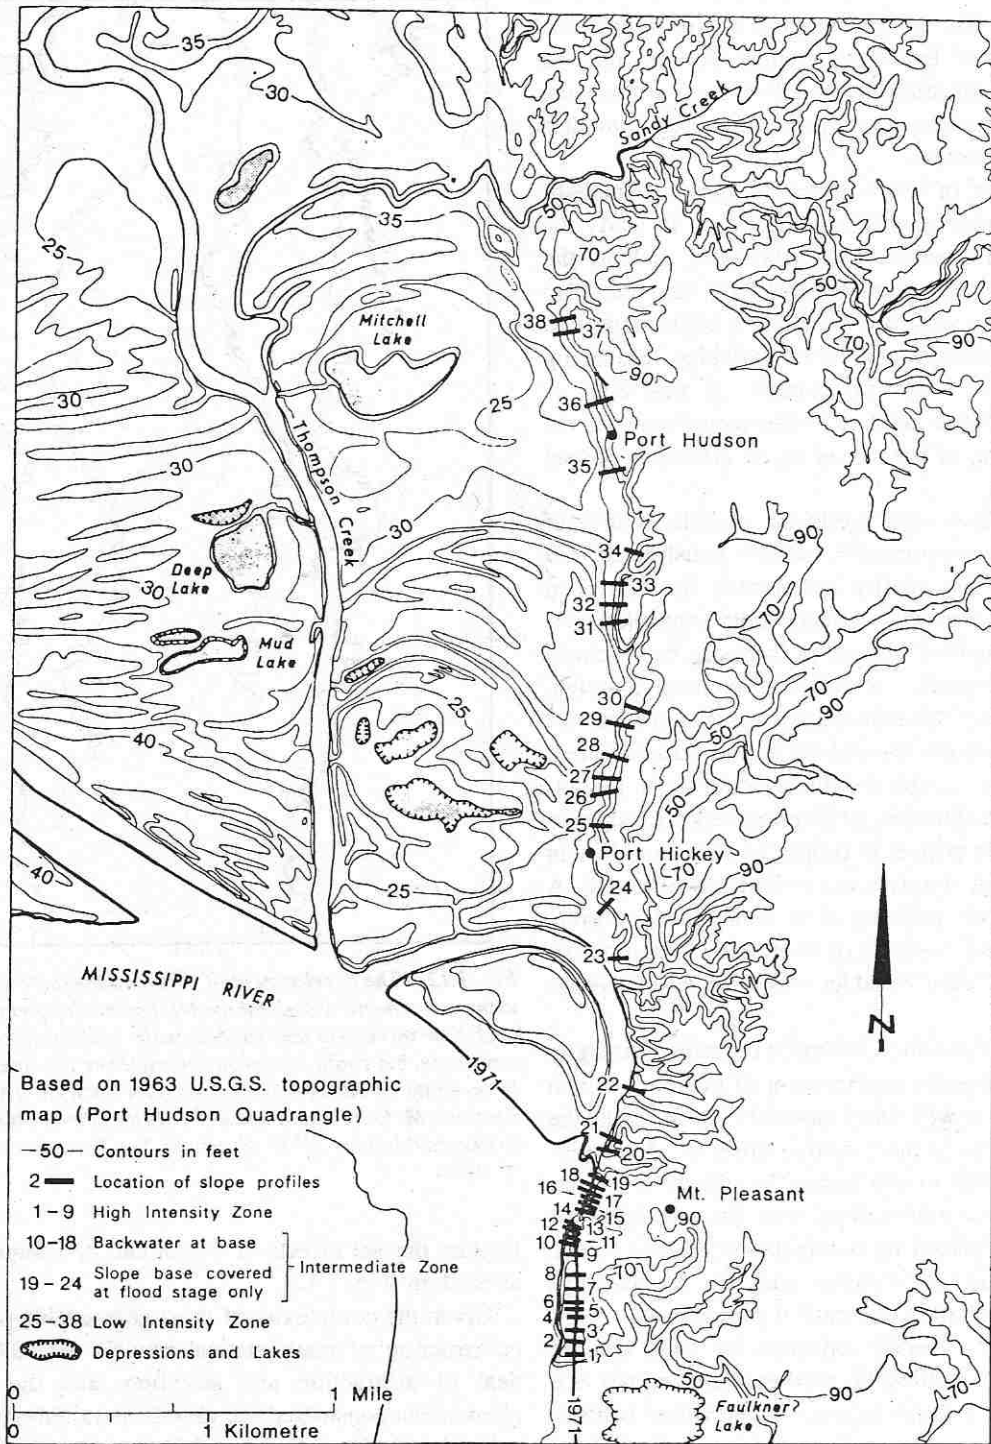 35
30
Sandy Creek
35
50
25
70
50
Mitchell
Lake
38
37
70
90
90
30
36
25
Port Hudson
Thompson Creek
35
30
30
34
90
Deep
Lake
33
30
32
70
31
Mud
Lake
30
70
25
29
90
50
40
28
27
50
26
25
Port Hickey
40
70
90
25
24
23
MISSISSIPPI RIVER
1971
22
Based on 1963 U.S.G.S. topographic
map (Port Hudson Quadrangle)
21
20
—50— Contours in feet
18
19
2 Location of slope profiles
16
17
Mt. Pleasant
14
15
90
1-9 High Intensity Zone
12
13
10-18 Backwater at base
10
11
9
Intermediate Zone
19-24 Slope base covered
at flood stage only
8
7
70
6
5
25-38 Low Intensity Zone
4
3
Depressions and Lakes
2
1
50
90
70
0 1 Mile
Faulkner?
Lake
0 1 Kilometre
1971
-N-